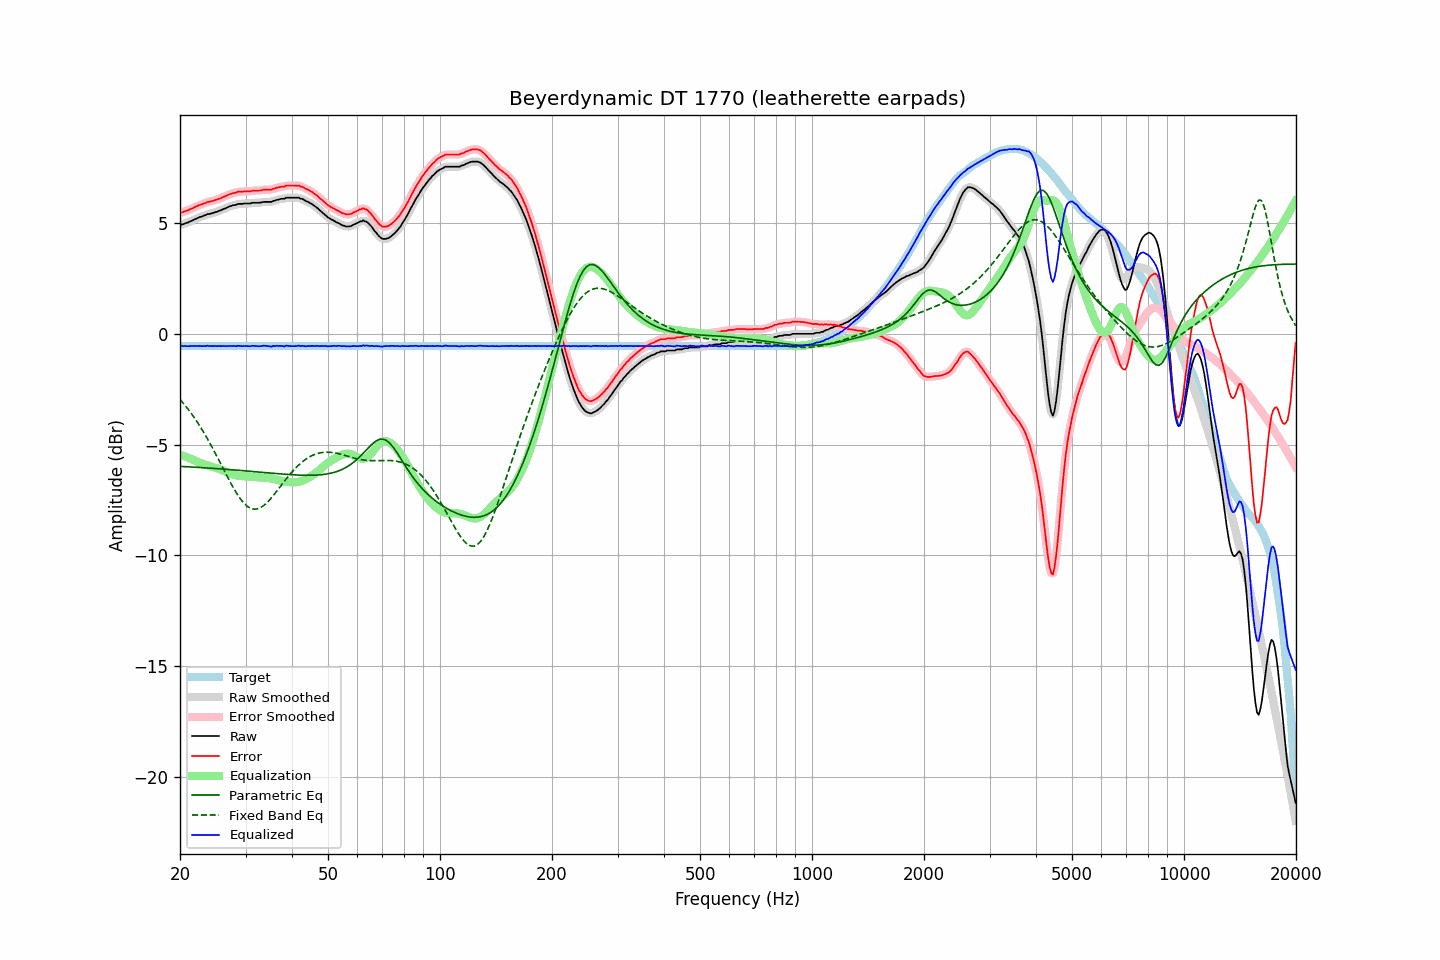 Beyerdynamic DT 1770 (leatherette earpads)
Amplitude (dBr)
5
0
−5
−10
−15
−20
Target
Raw Smoothed
Error Smoothed
Raw
Error
Equalization
Parametric Eq
Fixed Band Eq
Equalized
20 50 100 200 500 1000 2000 5000 10000 20000
Frequency (Hz)